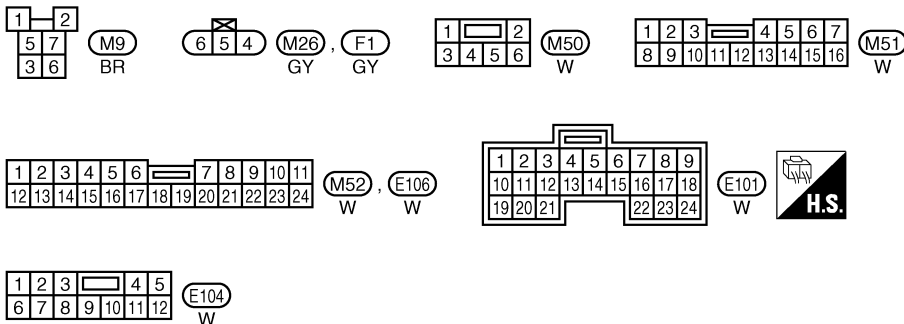 1 2
5 7
3 6
M9
BR
6 5 4
M26 , F1
GY GY
1 2
3 4 5 6
M50
W
1 2 3 4 5 6 7
8 9 10 11 12 13 14 15 16
M51
W
1 2 3 4 5 6 7 8 9 10 11
12 13 14 15 16 17 18 19 20 21 22 23 24
M52 , E106
W W
1 2 3 4 5 6 7 8 9
10 11 12 13 14 15 16 17 18
19 20 21 22 23 24
E101
W
H.S.
1 2 3 4 5
6 7 8 9 10 11 12
E104
W